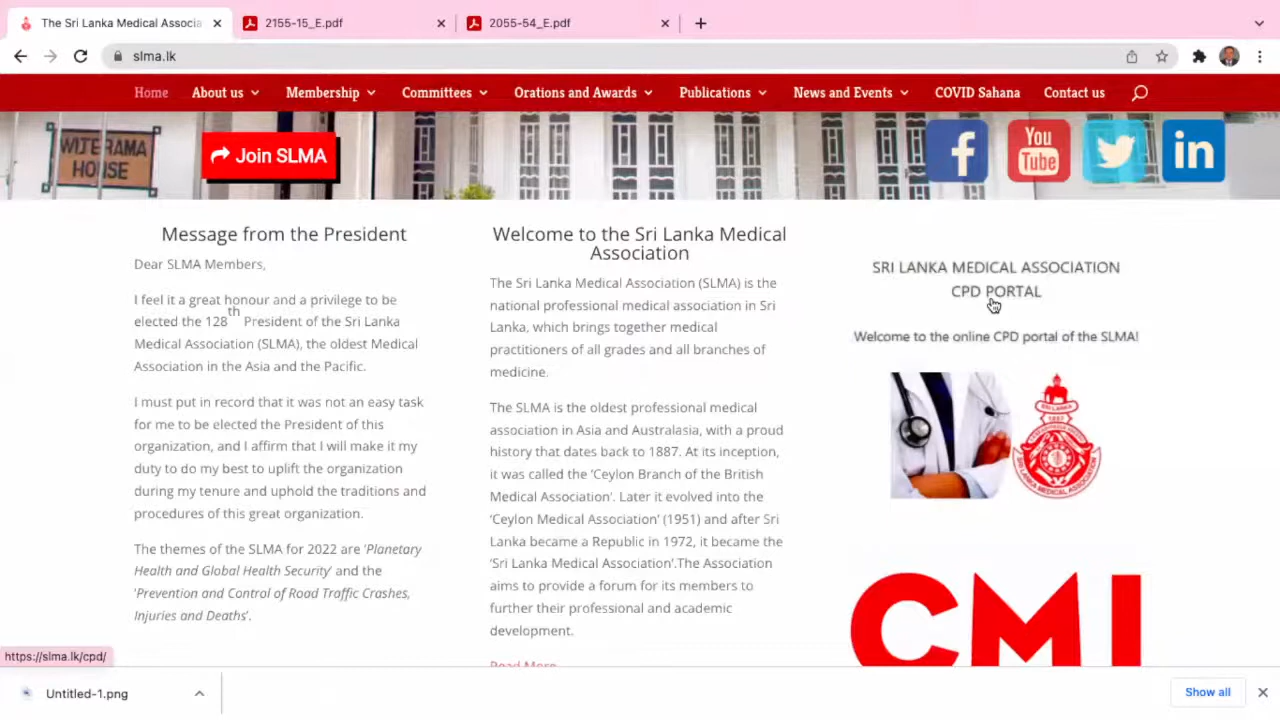 The Sri Lanka Medical Associa
2155-15_E.pdf
2055-54_E.pdf
slma.lk
Home
About us
Membership
Committees
Orations and Awards
Publications
News and Events
COVID Sahana
Contact us
WIJERAMA
HOUSE
Join SLMA
f
You
Tube
in
Message from the President
Dear SLMA Members,
I feel it a great honour and a privilege to be
elected the 128th President of the Sri Lanka
Medical Association (SLMA), the oldest Medical
Association in the Asia and the Pacific.
I must put in record that it was not an easy task
for me to be elected the President of this
organization, and I affirm that I will make it my
duty to do my best to uplift the organization
during my tenure and uphold the traditions and
procedures of this great organization.
The themes of the SLMA for 2022 are ‘Planetary
Health and Global Health Security’ and the
‘Prevention and Control of Road Traffic Crashes,
Injuries and Deaths’.
Welcome to the Sri Lanka Medical
Association
The Sri Lanka Medical Association (SLMA) is the
national professional medical association in Sri
Lanka, which brings together medical
practitioners of all grades and all branches of
medicine.
The SLMA is the oldest professional medical
association in Asia and Australasia, with a proud
history that dates back to 1887. At its inception,
it was called the ‘Ceylon Branch of the British
Medical Association’. Later it evolved into the
‘Ceylon Medical Association’ (1951) and after Sri
Lanka became a Republic in 1972, it became the
‘Sri Lanka Medical Association’.The Association
aims to provide a forum for its members to
further their professional and academic
development.
Read More
SRI LANKA MEDICAL ASSOCIATION
CPD PORTAL
Welcome to the online CPD portal of the SLMA!
SRI LANKA
1887
SRI LANKA MEDICAL ASSOCIATION
CMJ
https://slma.lk/cpd/
Untitled-1.png
Show all